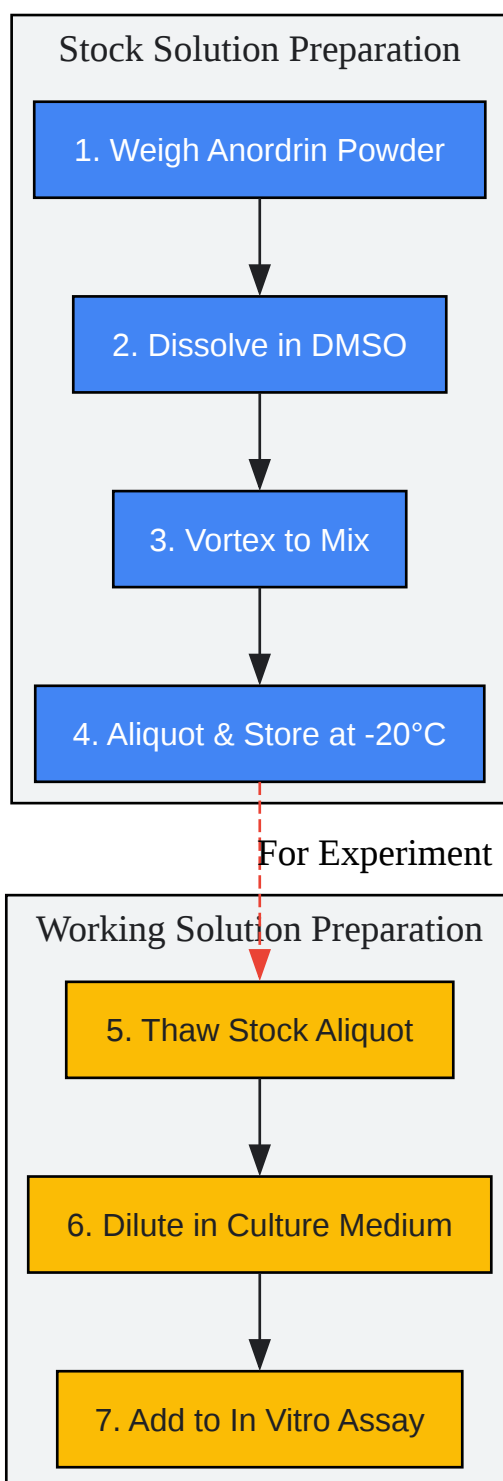 Stock Solution Preparation
1. Weigh Anordrin Powder
2. Dissolve in DMSO
3. Vortex to Mix
4. Aliquot & Store at -20°C
For Experiment
Working Solution Preparation
5. Thaw Stock Aliquot
6. Dilute in Culture Medium
7. Add to In Vitro Assay